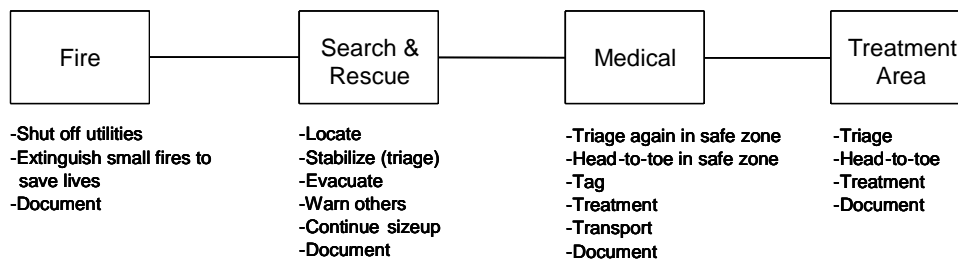 Fire
Search &
Rescue
Medical
Treatment
Area
-Shut off utilities
-Extinguish small fires to
save lives
-Document
-Locate
-Stabilize (triage)
-Evacuate
-Warn others
-Continue sizeup
-Document
-Triage again in safe zone
-Head-to-toe in safe zone
-Tag
-Treatment
-Transport
-Document
-Triage
-Head-to-toe
-Treatment
-Document